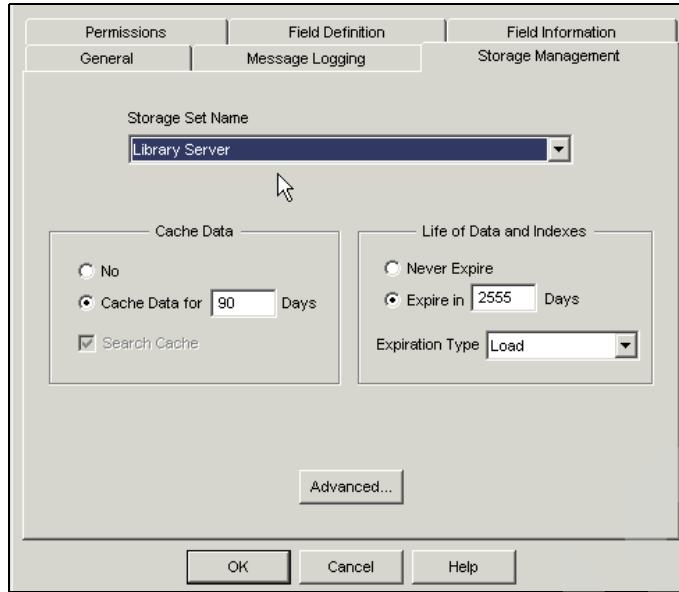 Permissions Field Definition Field Information
General Message Logging Storage Management
Storage Set Name
Library Server
Cache Data
No
Cache Data for 90 Days
Search Cache
Life of Data and Indexes
Never Expire
Expire in 2555 Days
Expiration Type Load
Advanced...
OK Cancel Help